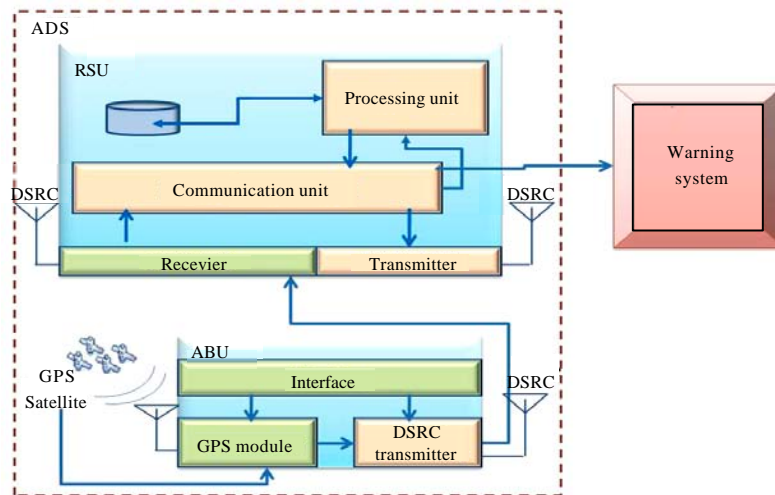 ADS
RSU
Processing unit
Warning
system
Communication unit
DSRC
DSRC
Recevier
Transmitter
ABU
Interface
GPS
Satellite
DSRC
GPS module
DSRC
transmitter